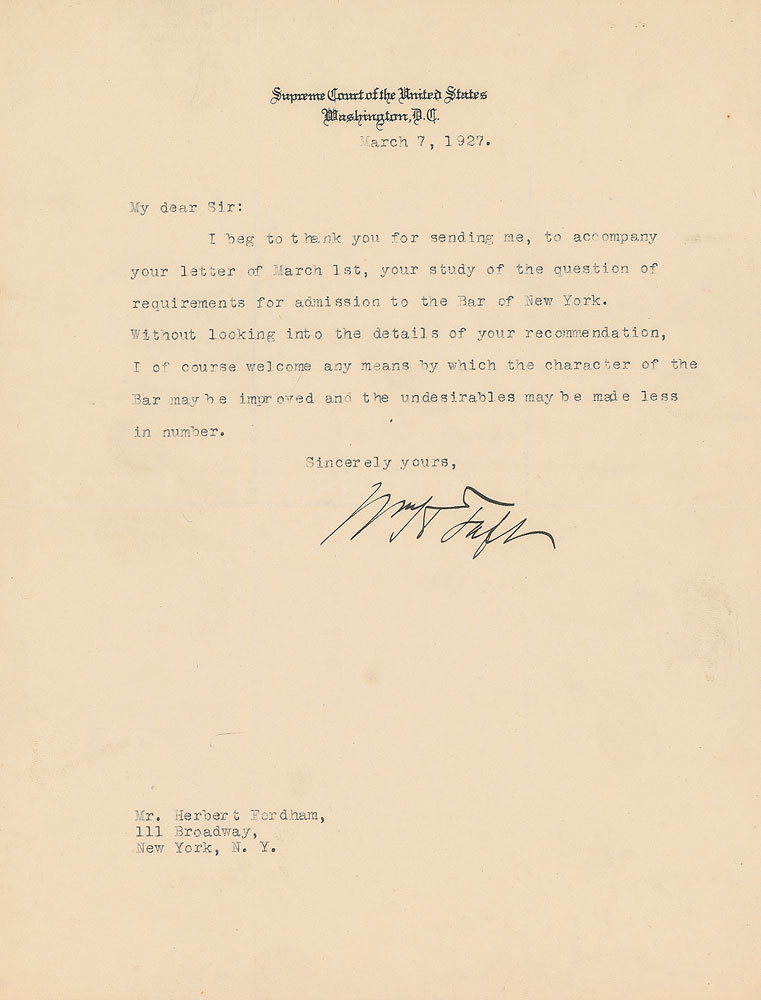 Supreme Court of the United States
Washington, D.C.
March 7, 1927.
My dear Sir:
I beg to thank you for sending me, to accompany
your letter of March 1st, your study of the question of
requirements for admission to the Bar of New York.
Without looking into the details of your recommendation,
I of course welcome any means by which the character of the
Bar may be improved and the undesirables may be made less
in number.
Sincerely yours,
Wm H Taft
Mr. Herbert Fordham,
111 Broadway,
New York, N. Y.